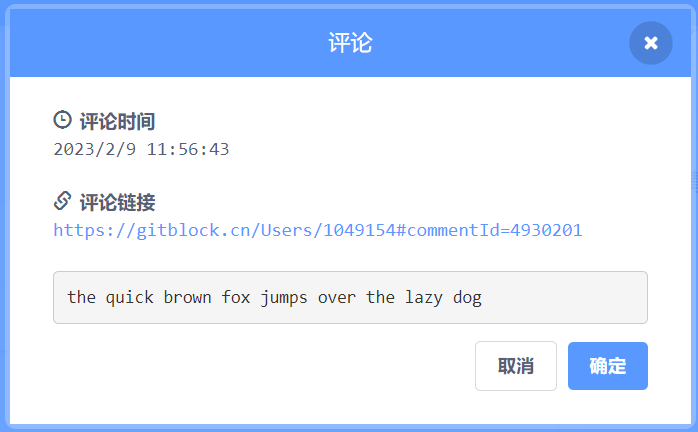 评论
评论时间
2023/2/9 11:56:43
评论链接
https://gitblock.cn/Users/1049154#commentId=4930201
the quick brown fox jumps over the lazy dog
取消
确定